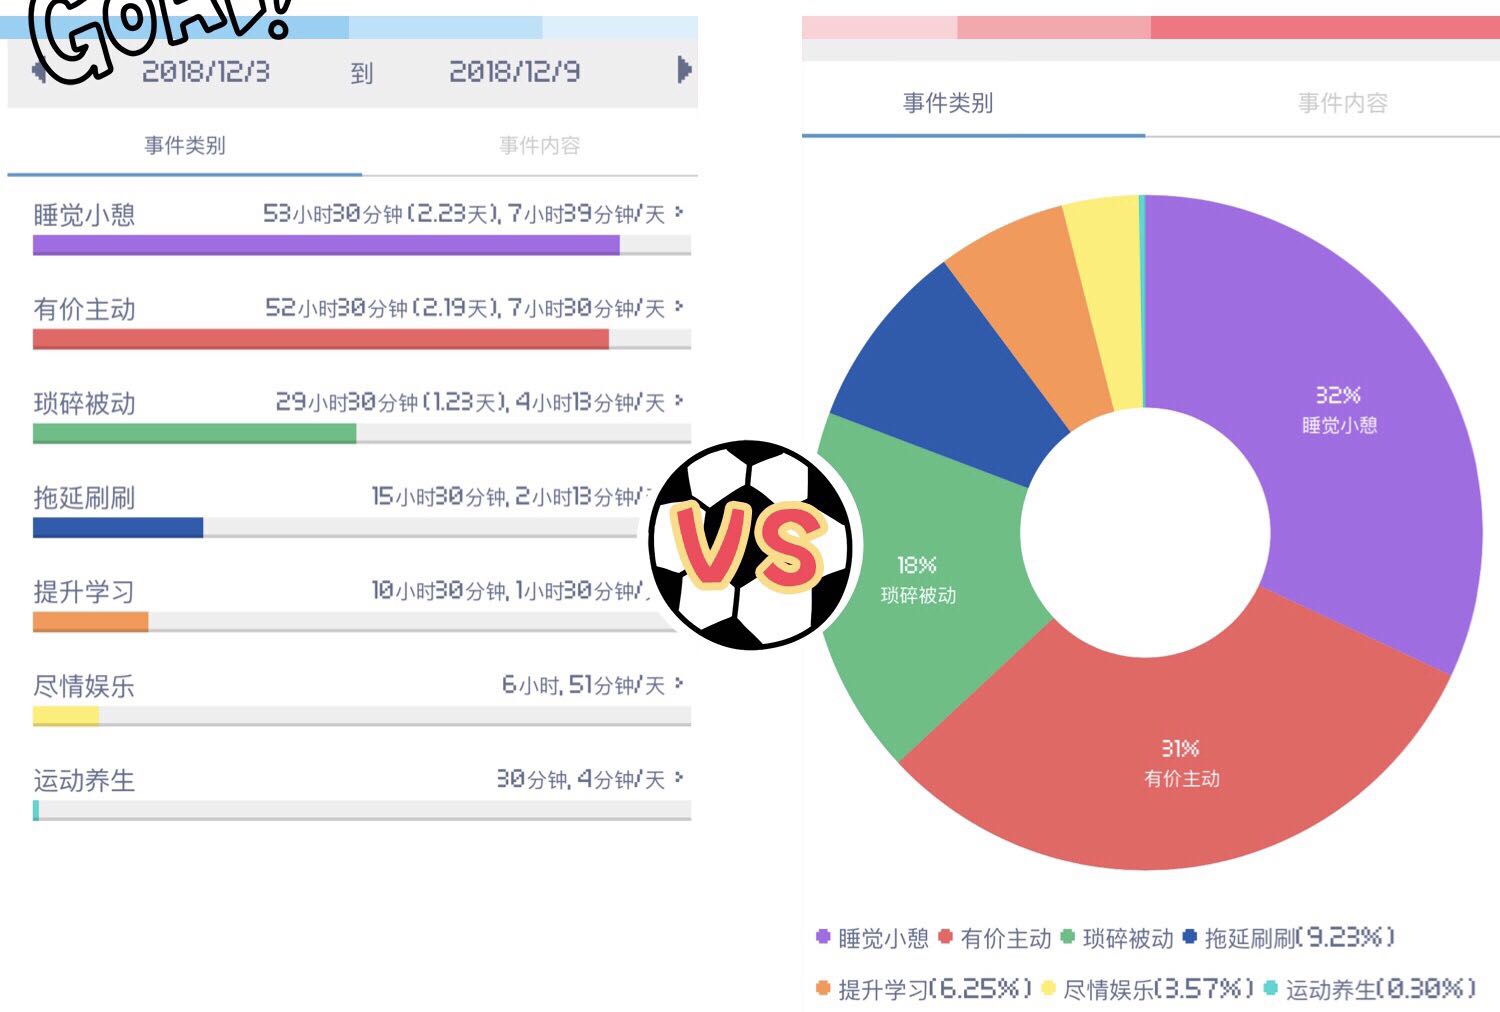 GOAL!
2018/12/3 到 2018/12/9
事件类别 事件内容
睡觉小憩 53小时30分钟(2.23天), 7小时39分钟/天 >
有价主动 52小时30分钟(2.19天), 7小时30分钟/天 >
琐碎被动 29小时30分钟(1.23天), 4小时13分钟/天 >
拖延刷刷 15小时30分钟, 2小时13分钟/
提升学习 10小时30分钟, 1小时30分钟/
尽情娱乐 6小时, 51分钟/天 >
运动养生 30分钟, 4分钟/天 >
VS
事件类别 事件内容
32%
睡觉小憩
18%
琐碎被动
31%
有价主动
睡觉小憩 有价主动 琐碎被动 拖延刷刷(9.23%)
提升学习(6.25%) 尽情娱乐(3.57%) 运动养生(0.30%)